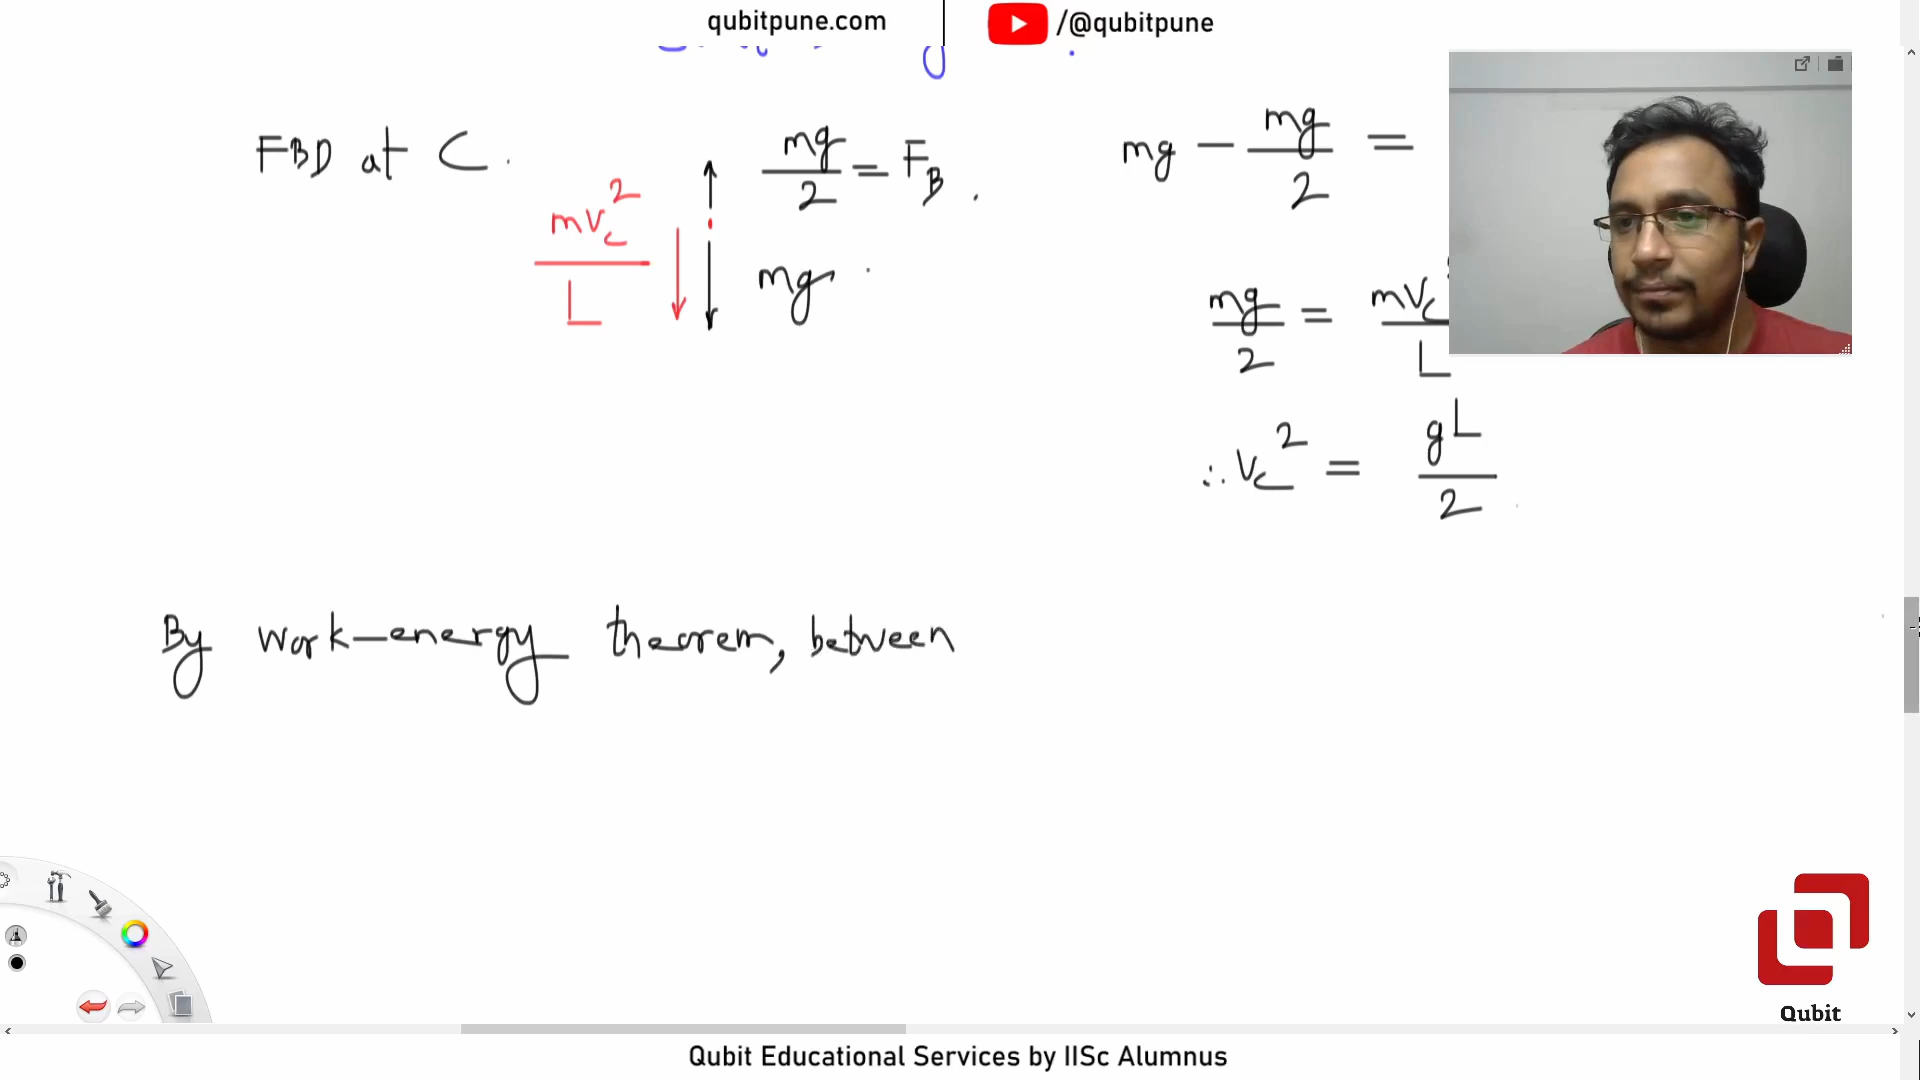 qubitpune.com
/@qubitpune
FBD at C.
mg/2 = F_B.
mv_c^2/L
mg
mg - mg/2 =
mg/2 = mv_c/L
∴ v_c^2 = gL/2
By work-energy theorem, between
Qubit
Qubit Educational Services by IISc Alumnus